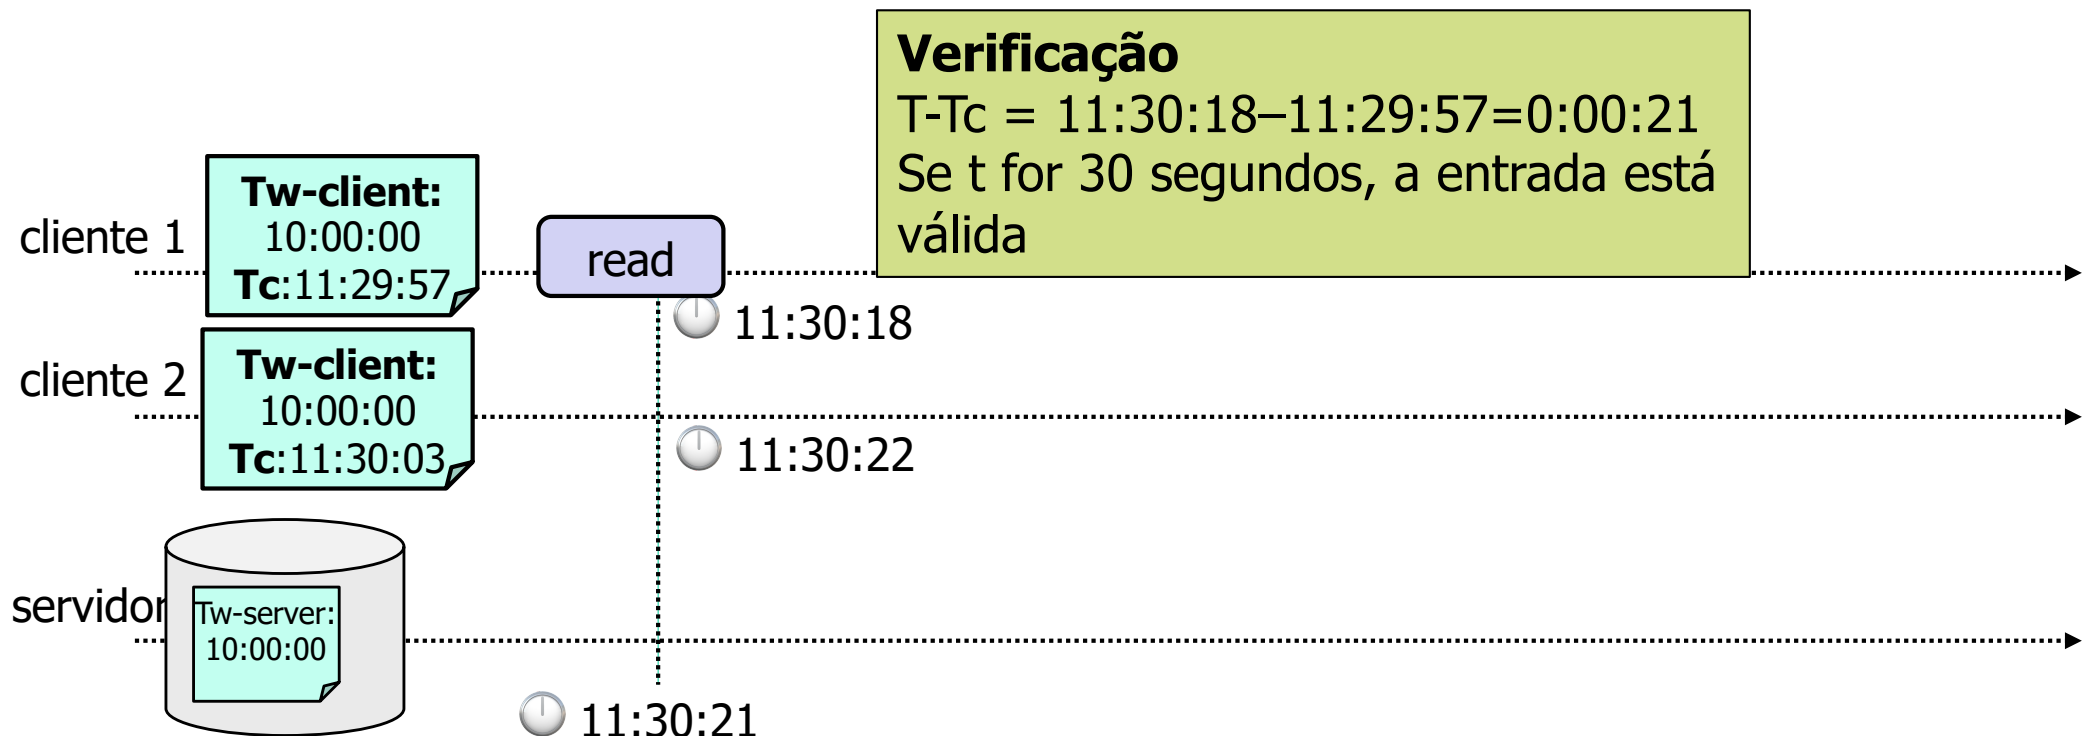 Verificação
T-Tc = 11:30:18–11:29:57=0:00:21
Se t for 30 segundos, a entrada está
válida
cliente 1
Tw-client:
10:00:00
Tc:11:29:57
read
11:30:18
cliente 2
Tw-client:
10:00:00
Tc:11:30:03
11:30:22
servidor
Tw-server:
10:00:00
11:30:21